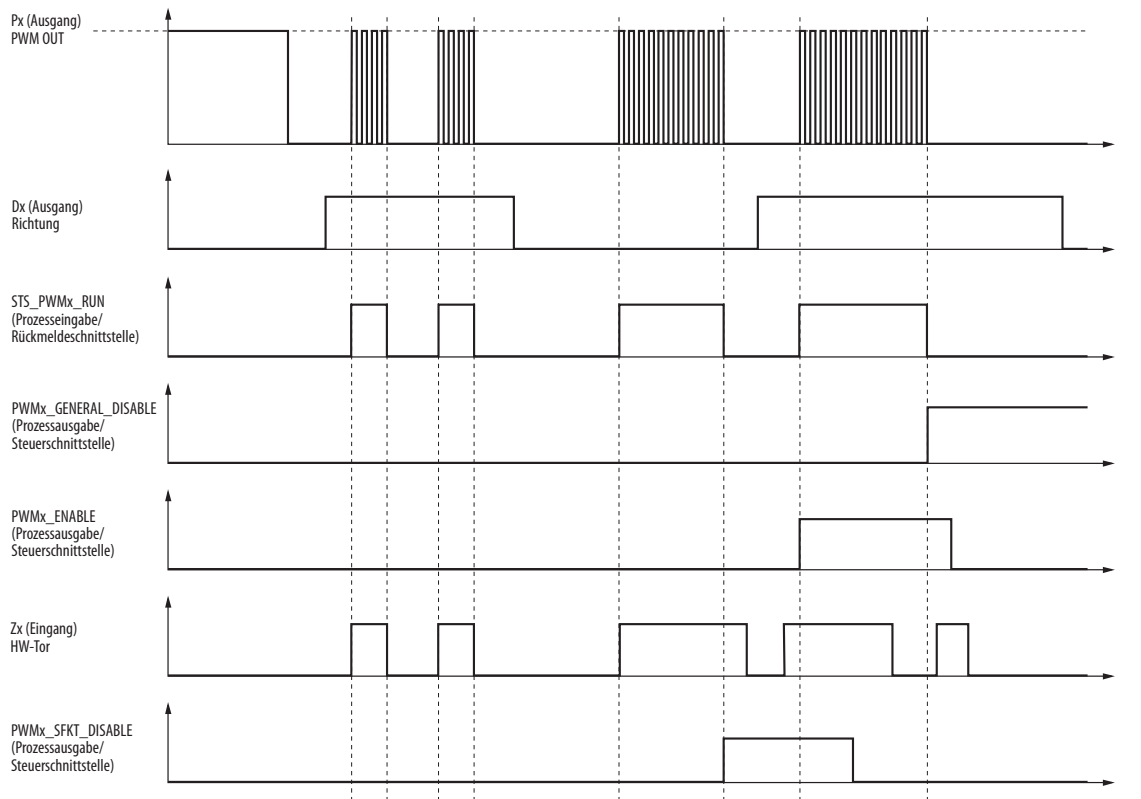 Px (Ausgang)
PWM OUT
Dx (Ausgang)
Richtung
STS_PWMx_RUN
(Prozesseingabe/
Rückmeldeschnittstelle)
PWMx_GENERAL_DISABLE
(Prozessausgabe/
Steuerschnittstelle)
PWMx_ENABLE
(Prozessausgabe/
Steuerschnittstelle)
Zx (Eingang)
HW-Tor
PWMx_SFKT_DISABLE
(Prozessausgabe/
Steuerschnittstelle)